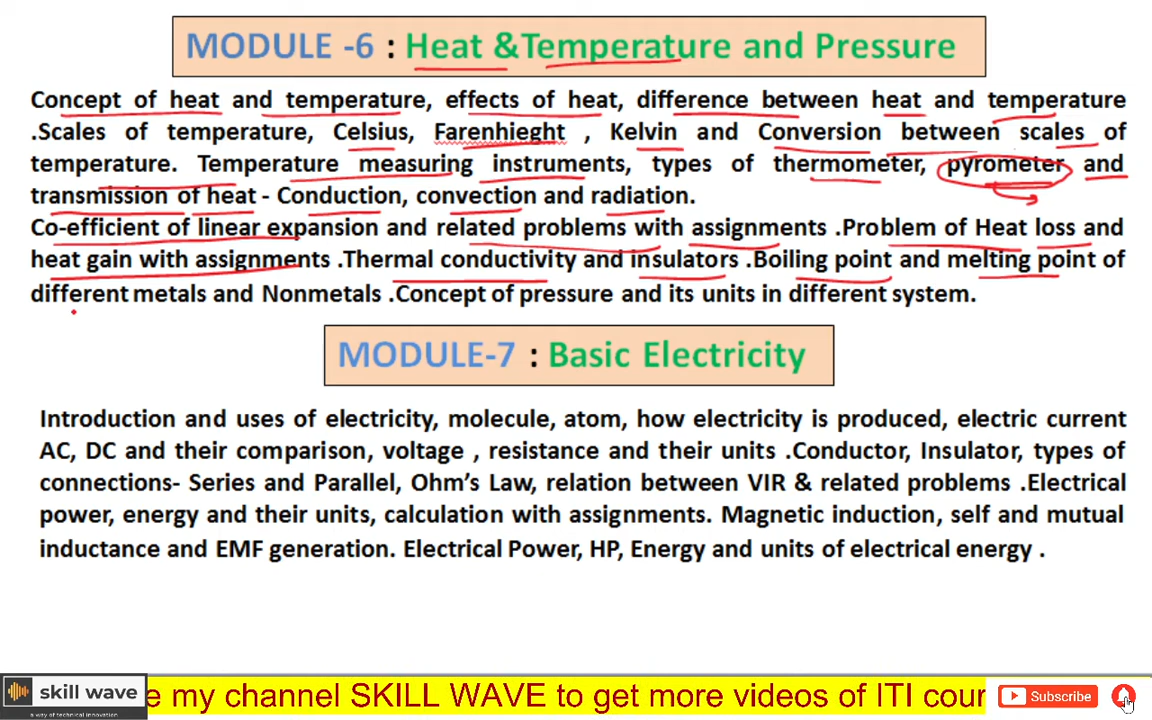 MODULE -6 : Heat &Temperature and Pressure
Concept of heat and temperature, effects of heat, difference between heat and temperature
.Scales of temperature, Celsius, Farenhieght , Kelvin and Conversion between scales of
temperature. Temperature measuring instruments, types of thermometer, pyrometer and
transmission of heat - Conduction, convection and radiation.
Co-efficient of linear expansion and related problems with assignments .Problem of Heat loss and
heat gain with assignments .Thermal conductivity and insulators .Boiling point and melting point of
different metals and Nonmetals .Concept of pressure and its units in different system.
MODULE-7 : Basic Electricity
Introduction and uses of electricity, molecule, atom, how electricity is produced, electric current
AC, DC and their comparison, voltage , resistance and their units .Conductor, Insulator, types of
connections- Series and Parallel, Ohm's Law, relation between VIR & related problems .Electrical
power, energy and their units, calculation with assignments. Magnetic induction, self and mutual
inductance and EMF generation. Electrical Power, HP, Energy and units of electrical energy .
skill wave
a way of technical innovation
e my channel SKILL WAVE to get more videos of ITI cour
Subscribe